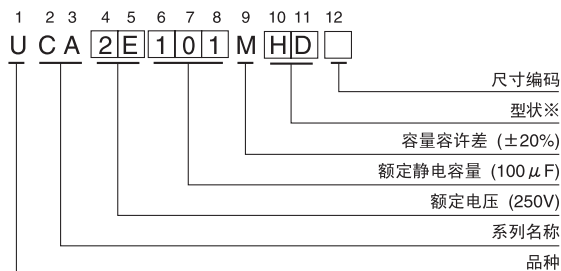 1 2 3 4 5 6 7 8 9 10 11 12
U C A 2 E 1 0 1 M H D
尺寸编码
型状※
容量容许差 (±20%)
额定静电容量 (100μF)
额定电压 (250V)
系列名称
品种